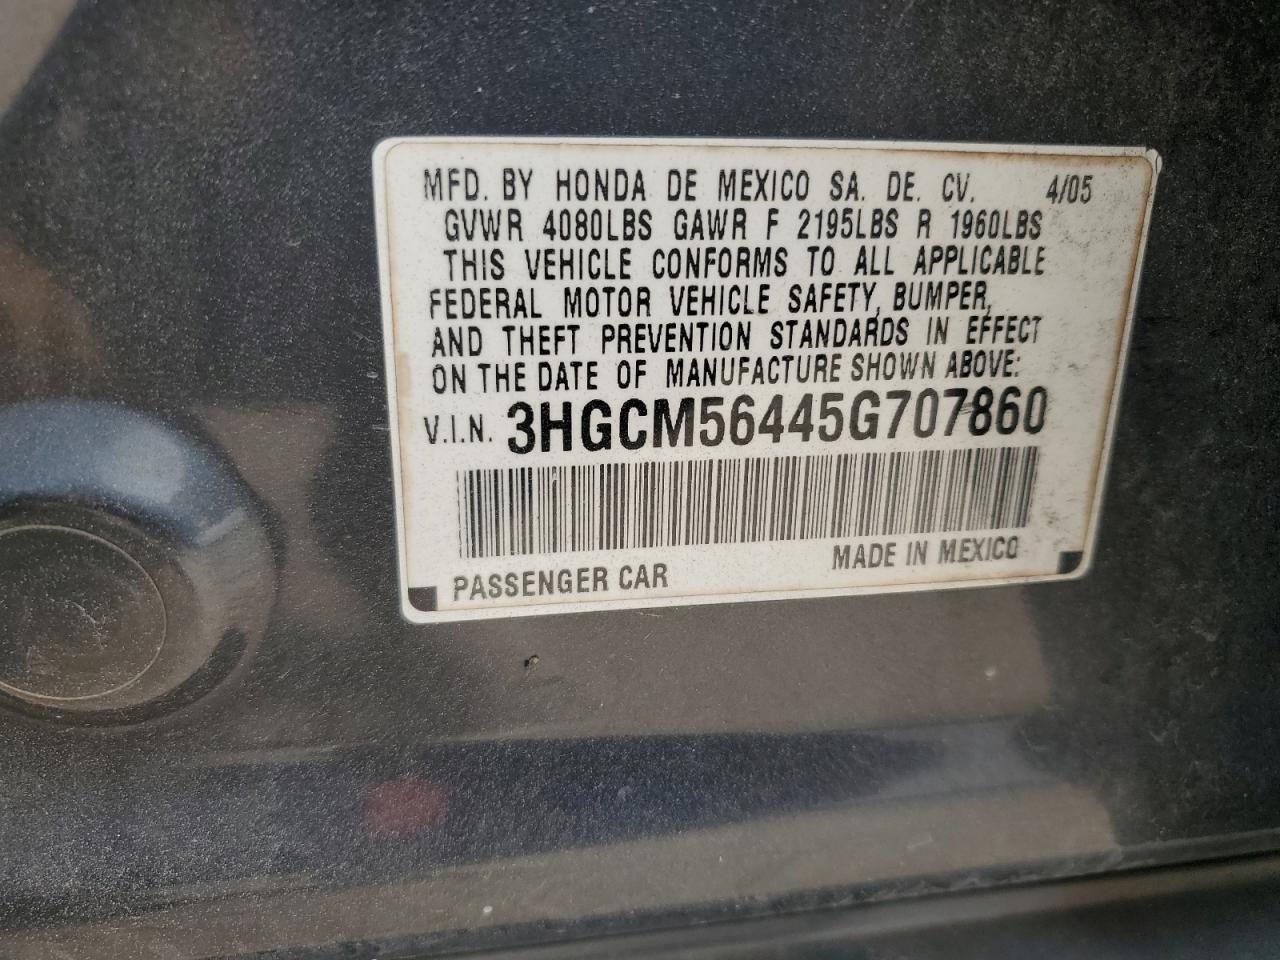 MFD. BY HONDA DE MEXICO SA. DE. CV. 4/05
GVWR 4080LBS GAWR F 2195LBS R 1960LBS
THIS VEHICLE CONFORMS TO ALL APPLICABLE
FEDERAL MOTOR VEHICLE SAFETY, BUMPER,
AND THEFT PREVENTION STANDARDS IN EFFECT
ON THE DATE OF MANUFACTURE SHOWN ABOVE:
V.I.N. 3HGCM56445G707860
MADE IN MEXICO
PASSENGER CAR